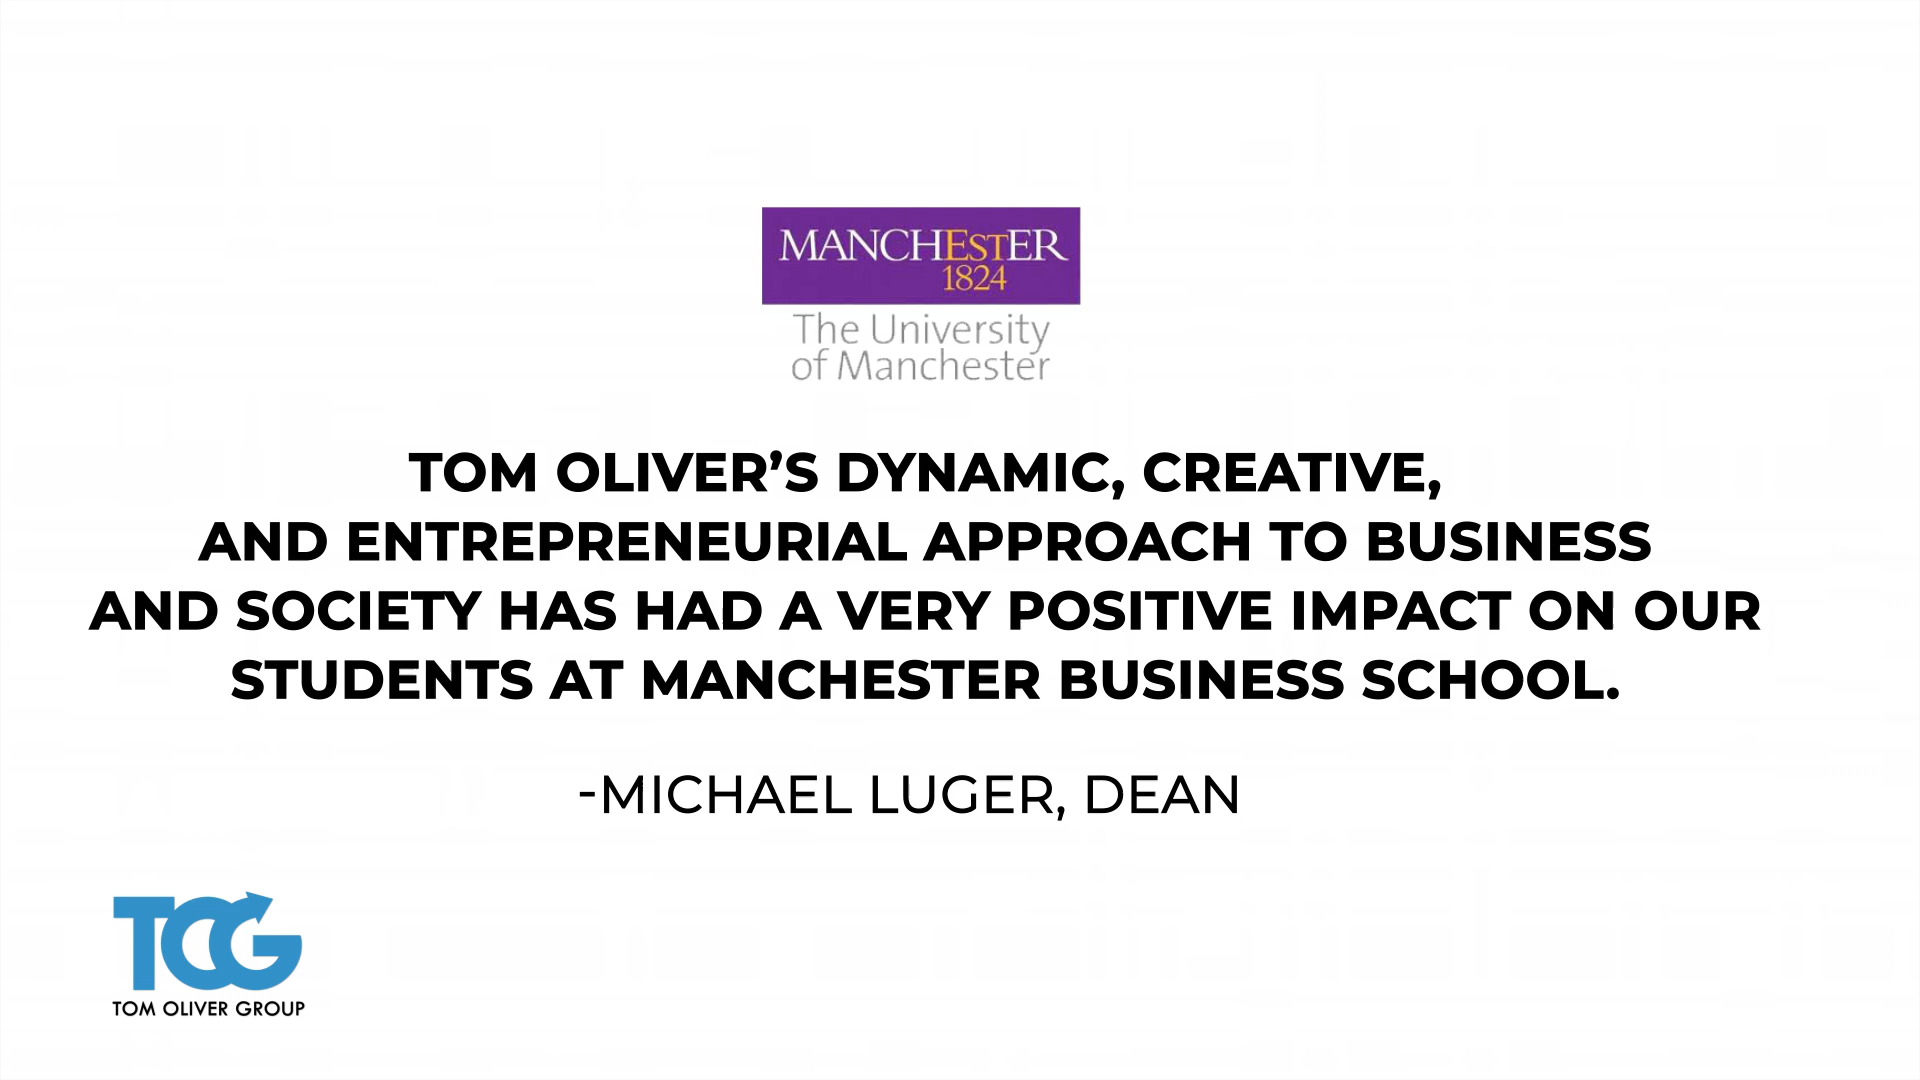 MANCHEStER
1824
The University
of Manchester
TOM OLIVER’S DYNAMIC, CREATIVE,
AND ENTREPRENEURIAL APPROACH TO BUSINESS
AND SOCIETY HAS HAD A VERY POSITIVE IMPACT ON OUR
STUDENTS AT MANCHESTER BUSINESS SCHOOL.
-MICHAEL LUGER, DEAN
TOG
TOM OLIVER GROUP